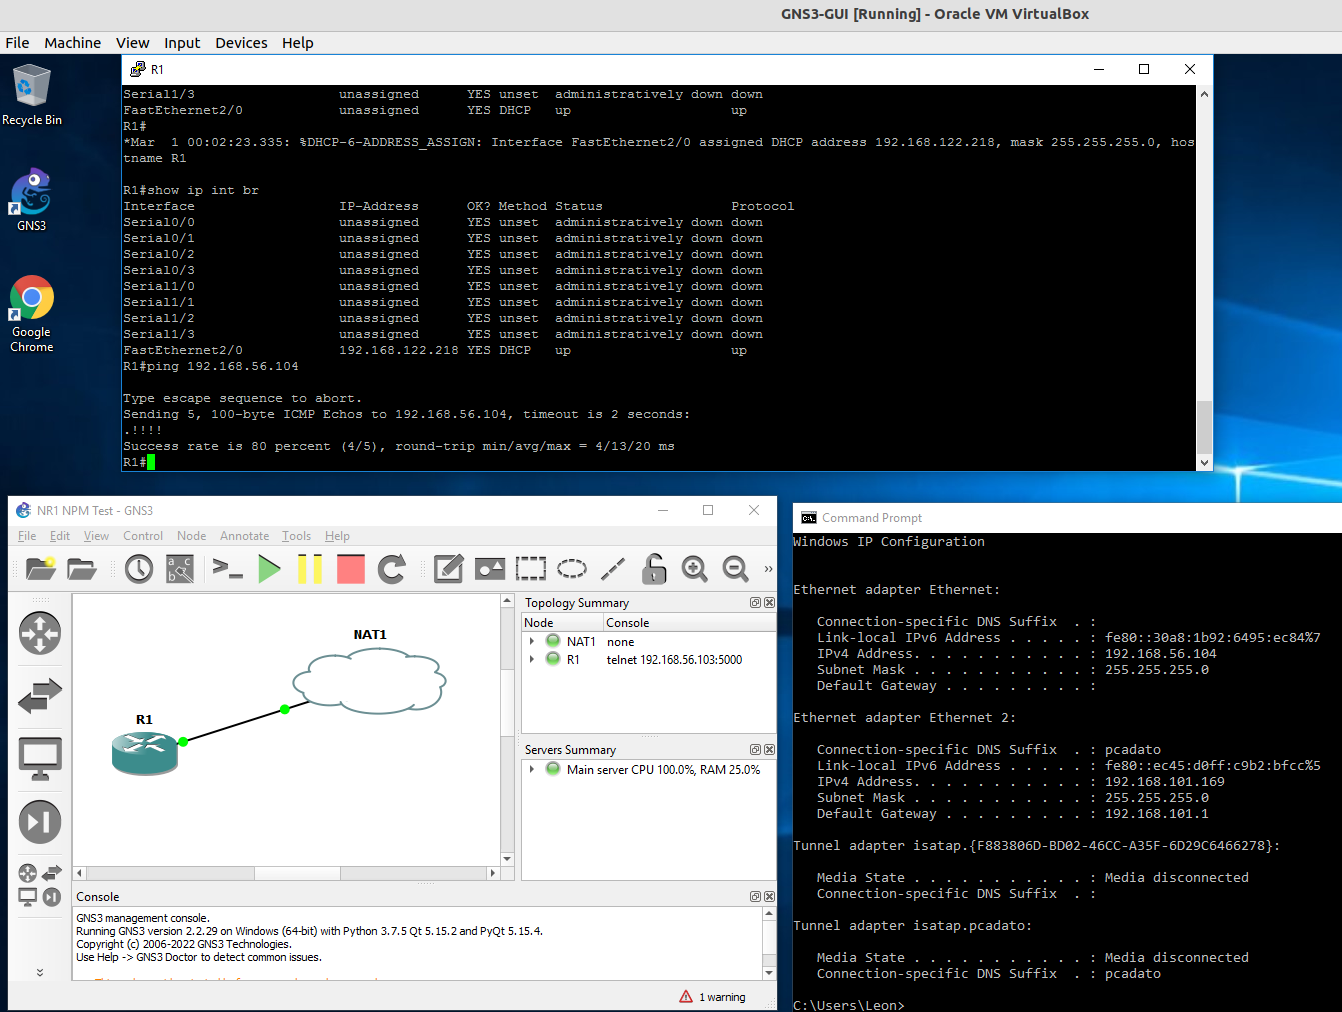 GNS3-GUI [Running] - Oracle VM VirtualBox
File Machine View Input Devices Help
Recycle Bin
GNS3
Google
Chrome
R1
Serial1/3 unassigned YES unset administratively down down
FastEthernet2/0 unassigned YES DHCP up up
R1#
*Mar 1 00:02:23.335: %DHCP-6-ADDRESS_ASSIGN: Interface FastEthernet2/0 assigned DHCP address 192.168.122.218, mask 255.255.255.0, hos
tname R1
R1#show ip int br
Interface IP-Address OK? Method Status Protocol
Serial0/0 unassigned YES unset administratively down down
Serial0/1 unassigned YES unset administratively down down
Serial0/2 unassigned YES unset administratively down down
Serial0/3 unassigned YES unset administratively down down
Serial1/0 unassigned YES unset administratively down down
Serial1/1 unassigned YES unset administratively down down
Serial1/2 unassigned YES unset administratively down down
Serial1/3 unassigned YES unset administratively down down
FastEthernet2/0 192.168.122.218 YES DHCP up up
R1#ping 192.168.56.104
Type escape sequence to abort.
Sending 5, 100-byte ICMP Echos to 192.168.56.104, timeout is 2 seconds:
.!!!!
Success rate is 80 percent (4/5), round-trip min/avg/max = 4/13/20 ms
R1#
NR1 NPM Test - GNS3
File Edit View Control Node Annotate Tools Help
abc
»
NAT1
R1
Topology Summary
Node Console
NAT1 none
R1 telnet 192.168.56.103:5000
Servers Summary
Main server CPU 100.0%, RAM 25.0%
Console
GNS3 management console.
Running GNS3 version 2.2.29 on Windows (64-bit) with Python 3.7.5 Qt 5.15.2 and PyQt 5.15.4.
Copyright (c) 2006-2022 GNS3 Technologies.
Use Help -> GNS3 Doctor to detect common issues.
1 warning
Command Prompt
Windows IP Configuration
Ethernet adapter Ethernet:
Connection-specific DNS Suffix . :
Link-local IPv6 Address . . . . . : fe80::30a8:1b92:6495:ec84%7
IPv4 Address. . . . . . . . . . . : 192.168.56.104
Subnet Mask . . . . . . . . . . . : 255.255.255.0
Default Gateway . . . . . . . . . :
Ethernet adapter Ethernet 2:
Connection-specific DNS Suffix . : pcadato
Link-local IPv6 Address . . . . . : fe80::ec45:d0ff:c9b2:bfcc%5
IPv4 Address. . . . . . . . . . . : 192.168.101.169
Subnet Mask . . . . . . . . . . . : 255.255.255.0
Default Gateway . . . . . . . . . : 192.168.101.1
Tunnel adapter isatap.{F883806D-BD02-46CC-A35F-6D29C6466278}:
Media State . . . . . . . . . . . : Media disconnected
Connection-specific DNS Suffix . :
Tunnel adapter isatap.pcadato:
Media State . . . . . . . . . . . : Media disconnected
Connection-specific DNS Suffix . : pcadato
C:\Users\Leon>